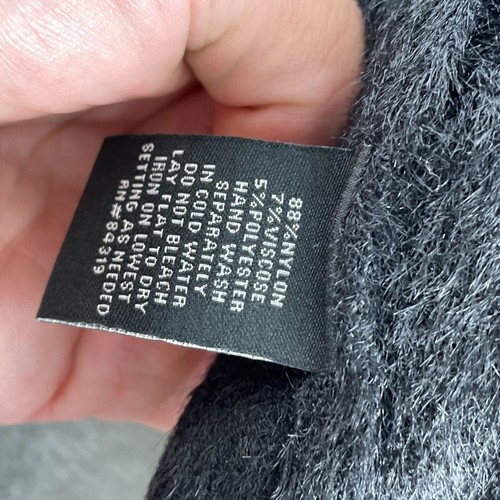 88% NYLON
7% VISCOSE
5% POLYESTER
HAND WASH
SEPARATELY
IN COLD WATER
DO NOT BLEACH
LAY FLAT TO DRY
IRON ON LOWEST
SETTING AS NEEDED
RN#84319